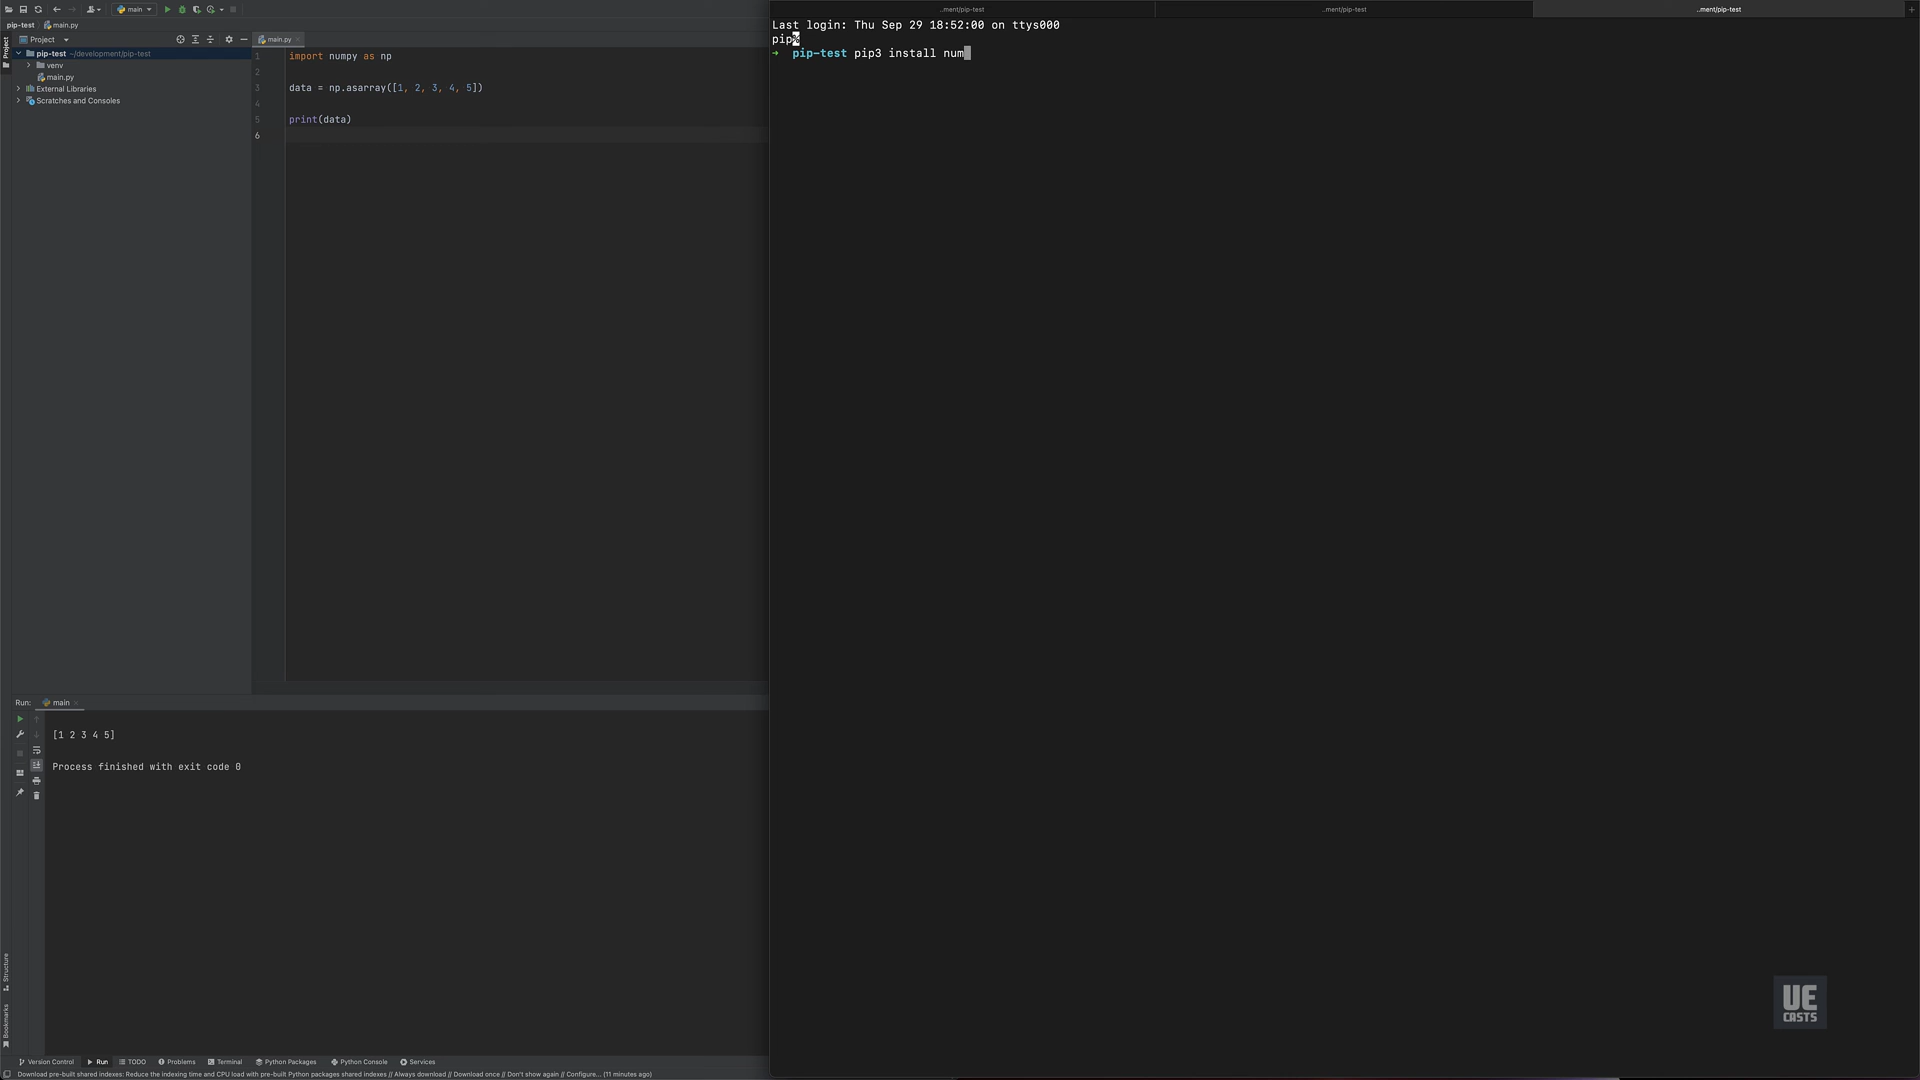 main
pip-test
main.py
Project
Project
pip-test ~/development/pip-test
venv
main.py
External Libraries
Scratches and Consoles
main.py
1 import numpy as np
2
3 data = np.asarray([1, 2, 3, 4, 5])
4
5 print(data)
6
..ment/pip-test
..ment/pip-test
..ment/pip-test
Last login: Thu Sep 29 18:52:00 on ttys000
pip%
➜ pip-test pip3 install num
Run:
main
[1 2 3 4 5]
Process finished with exit code 0
Structure
Bookmarks
Version Control
Run
TODO
Problems
Terminal
Python Packages
Python Console
Services
Download pre-built shared indexes: Reduce the indexing time and CPU load with pre-built Python packages shared indexes // Always download // Download once // Don't show again // Configure... (11 minutes ago)
UE
CASTS